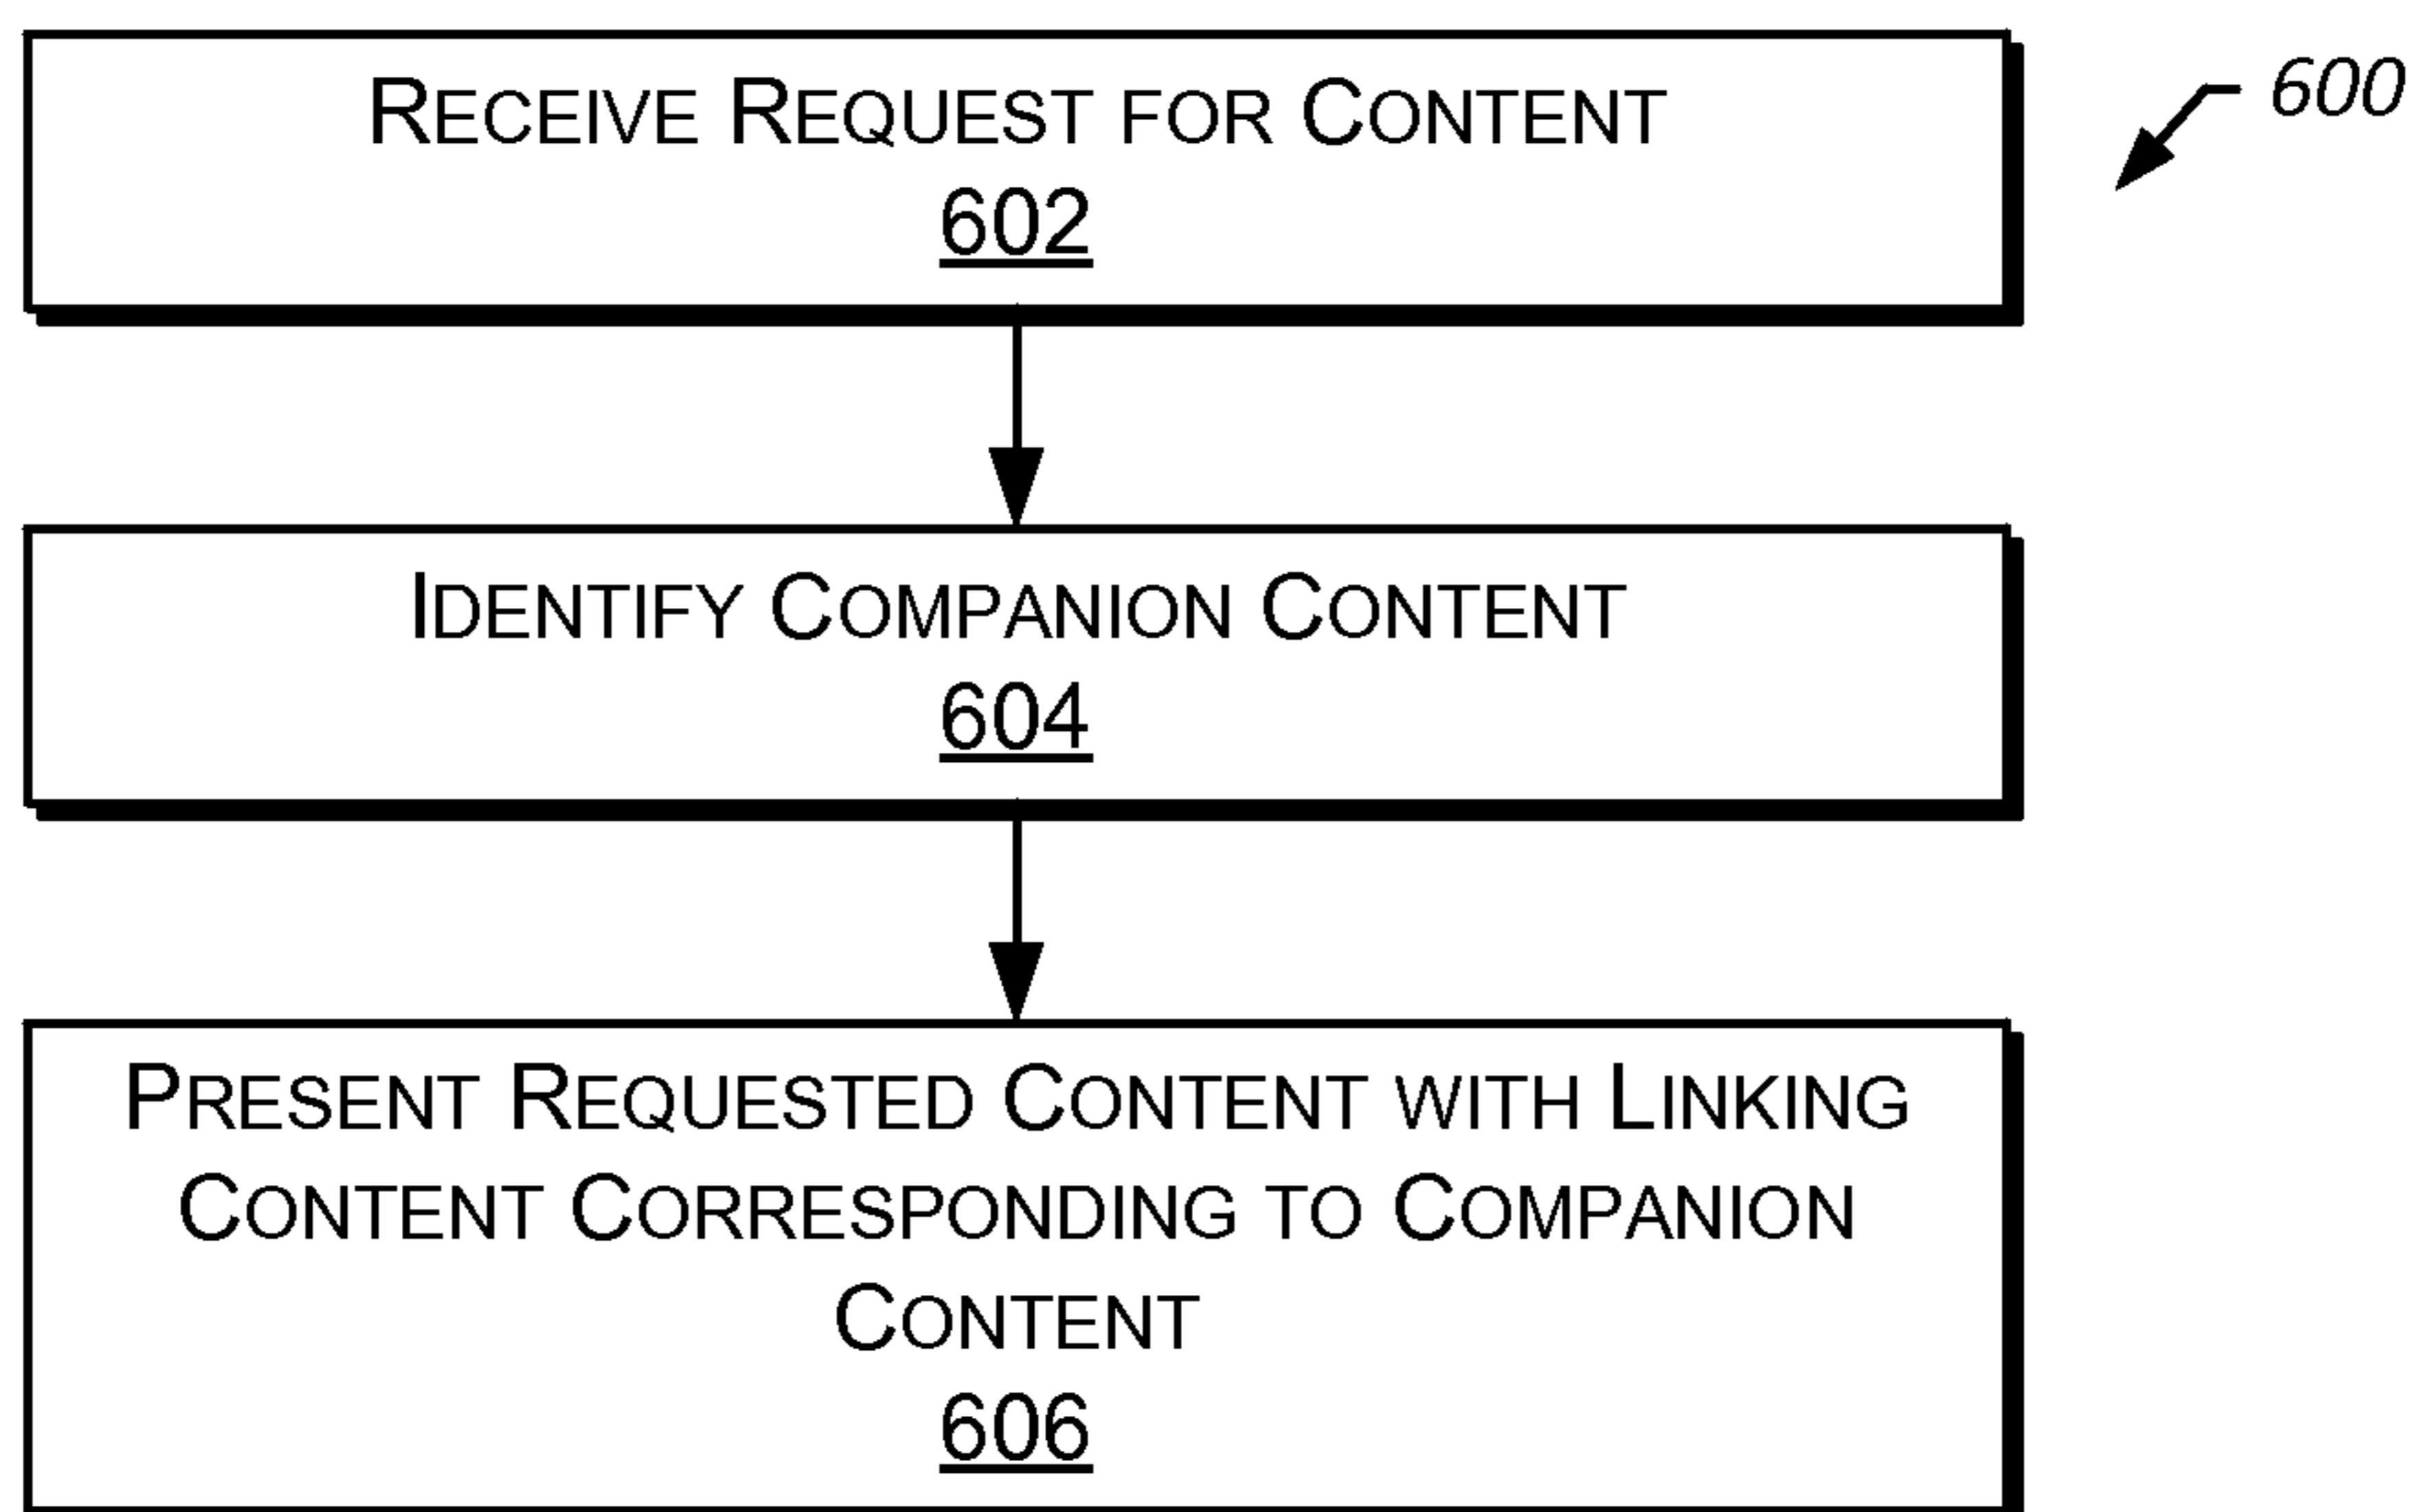 Receive Request for Content
602
600
Identify Companion Content
604
Present Requested Content with Linking
Content Corresponding to Companion
Content
606